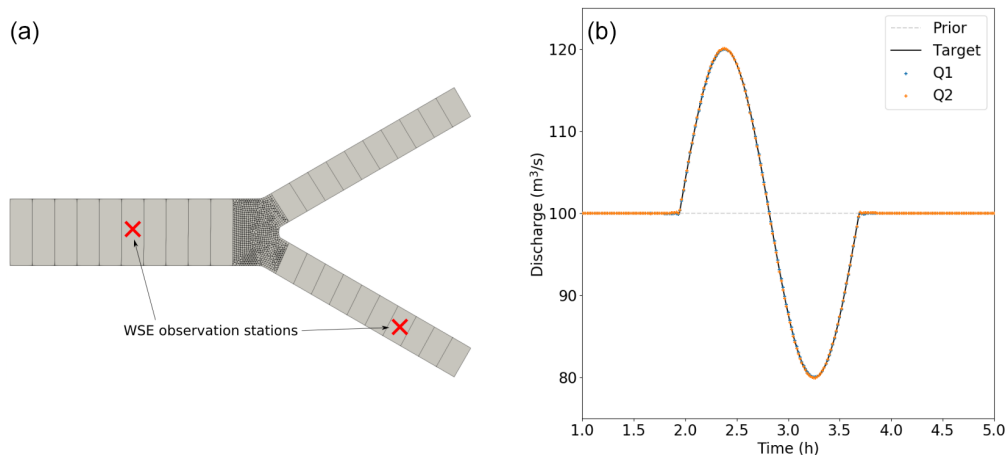 (a)
WSE observation stations
(b)
Prior
Target
Q1
Q2
Discharge (m³/s)
120
110
100
90
80
1.0 1.5 2.0 2.5 3.0 3.5 4.0 4.5 5.0
Time (h)